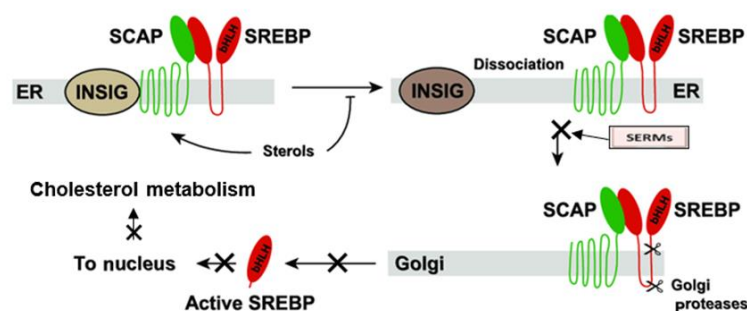 SCAP SREBP
bHLH
ER INSIG
Sterols
SCAP SREBP
bHLH
Dissociation
INSIG ER
SERMs
Cholesterol metabolism
To nucleus
bHLH
Active SREBP
SCAP SREBP
bHLH
Golgi
Golgi
proteases